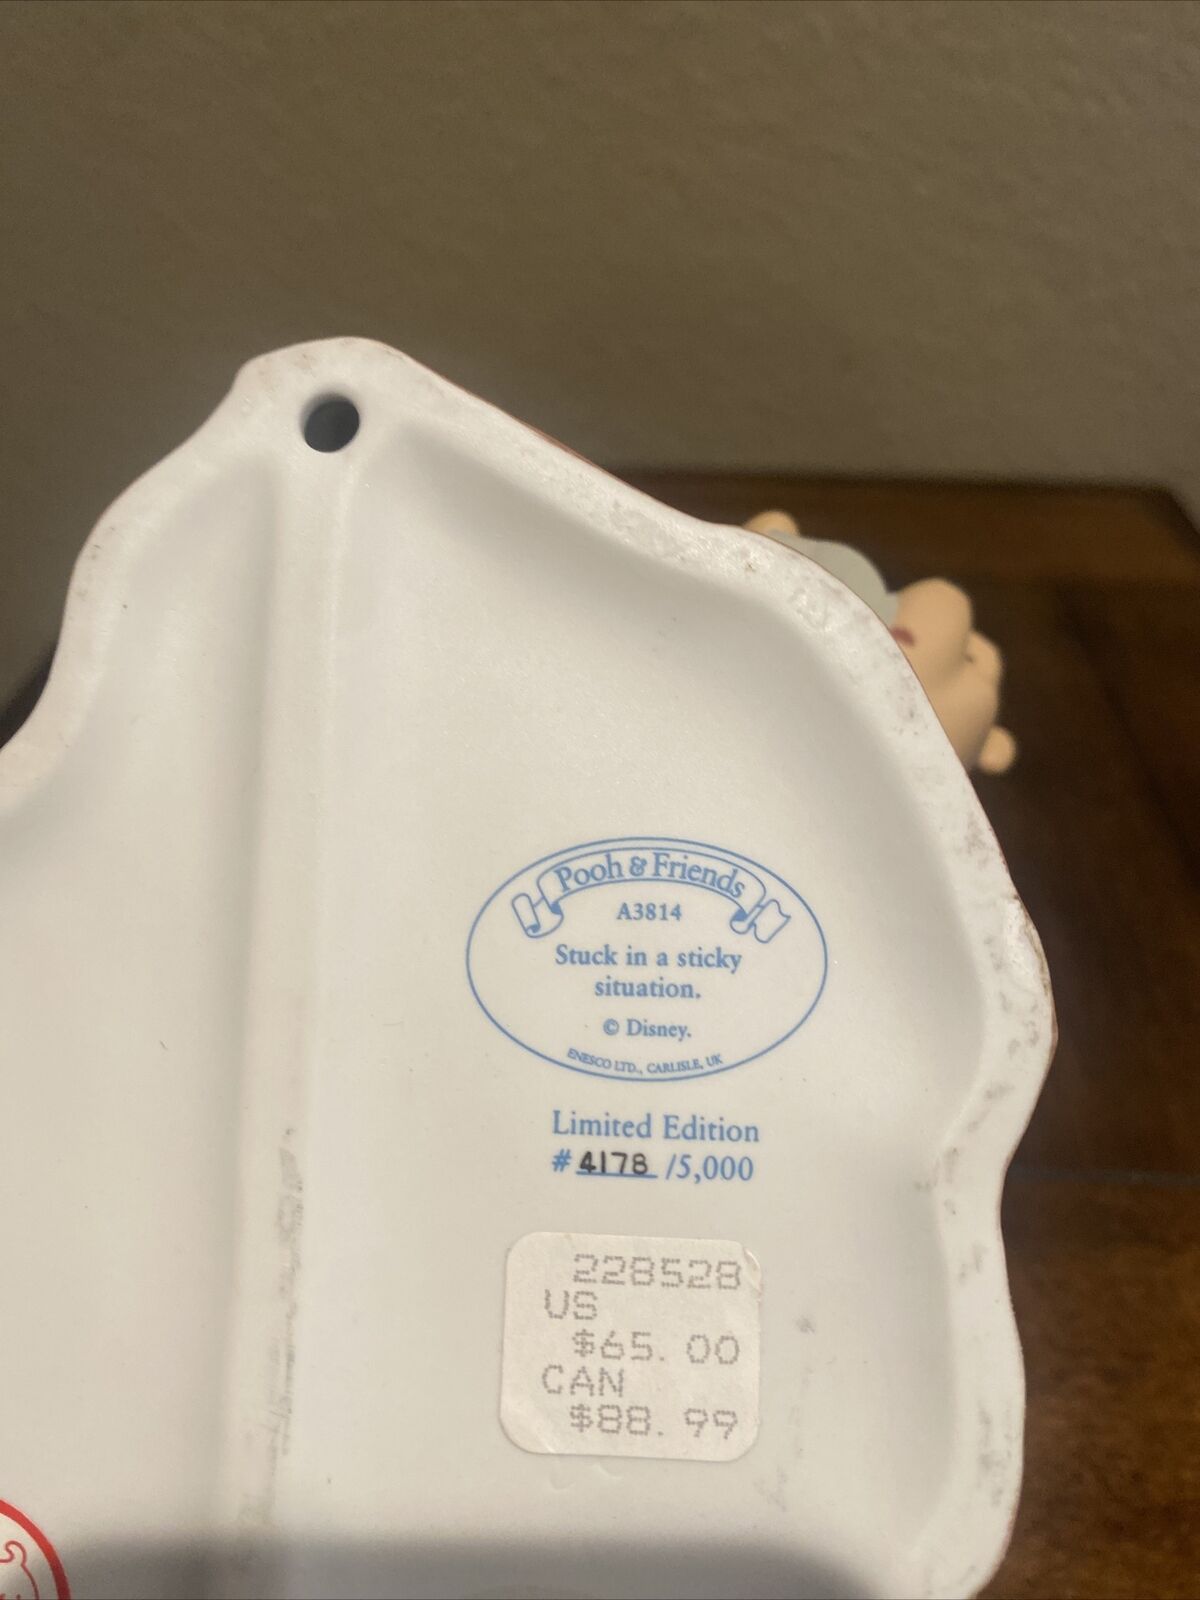 Pooh & Friends
A3814
Stuck in a sticky
situation.
© Disney.
ENESCO LTD., CARLISLE, UK
Limited Edition
# 4178 /5,000
228528
US
$65.00
CAN
$88.99